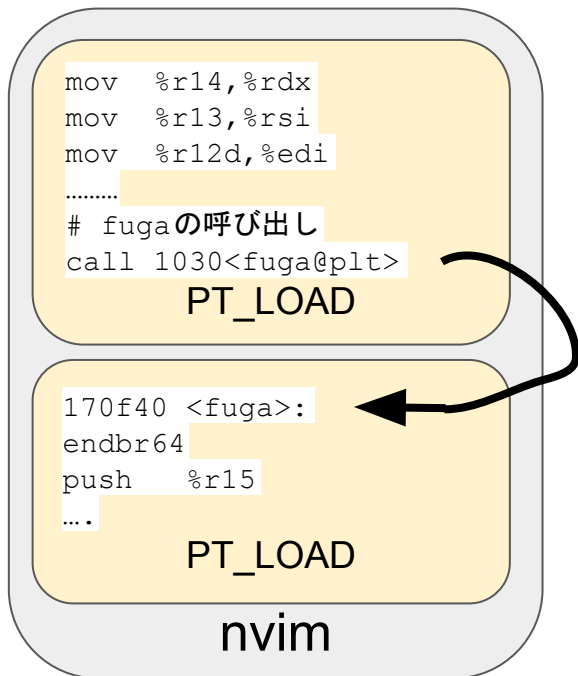 mov  %r14,%rdx
mov  %r13,%rsi
mov  %r12d,%edi
………
# fugaの呼び出し
call 1030<fuga@plt>
PT_LOAD
170f40 <fuga>:
endbr64
push   %r15
….
PT_LOAD
nvim